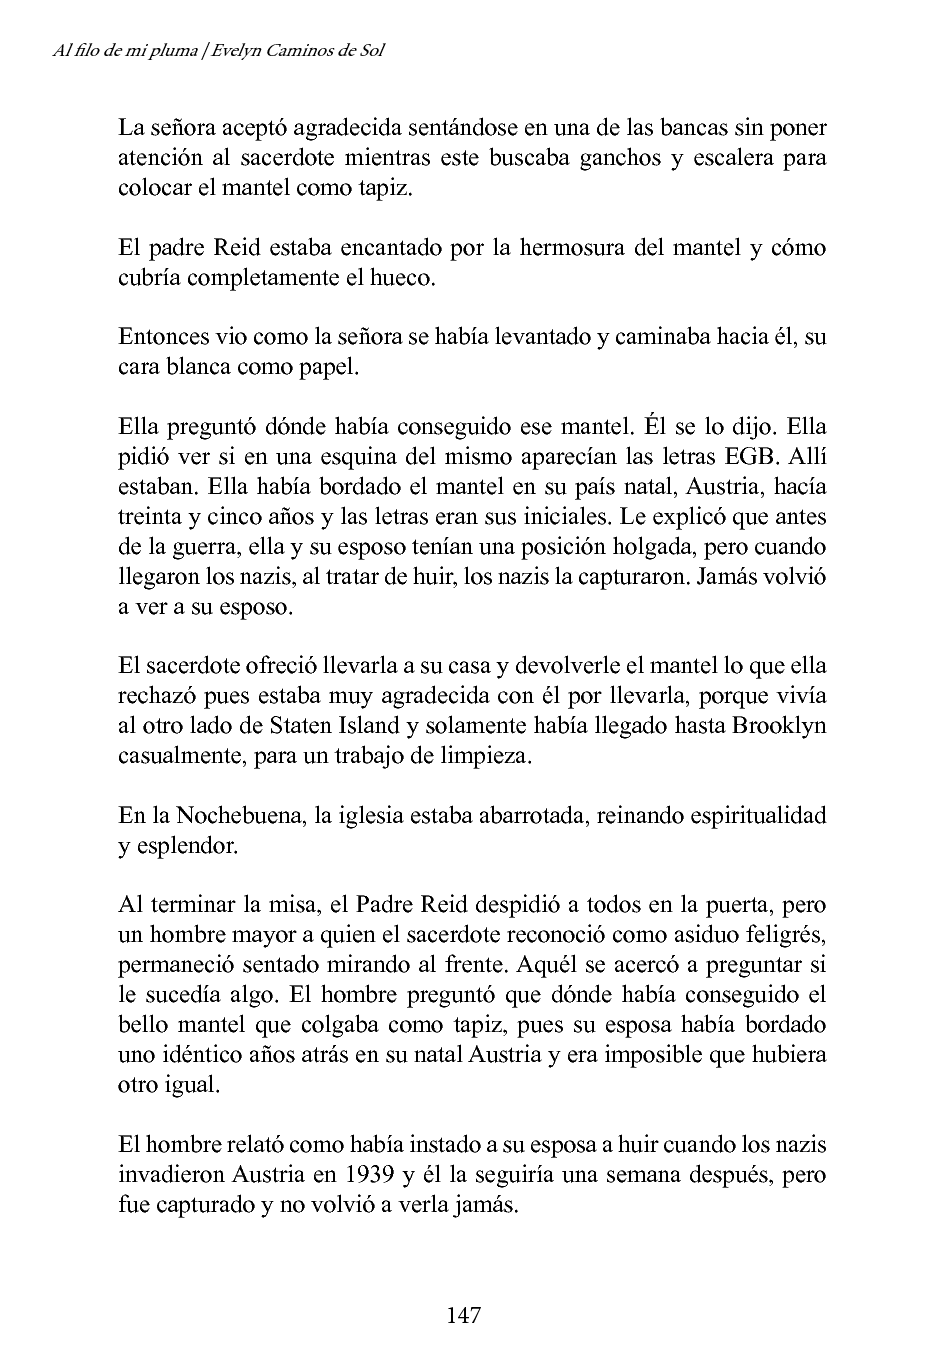 Al filo de mi pluma | Evelyn Caminos de Sol
La señora aceptó agradecida sentándose en una de las bancas sin poner
atención al sacerdote mientras este buscaba ganchos y escalera para
colocar el mantel como tapiz.
El padre Reid estaba encantado por la hermosura del mantel y cómo
cubría completamente el hueco.
Entonces vio como la señora se había levantado y caminaba hacia él, su
cara blanca como papel.
Ella preguntó dónde había conseguido ese mantel. Él se lo dijo. Ella
pidió ver si en una esquina del mismo aparecían las letras EGB. Allí
estaban. Ella había bordado el mantel en su país natal, Austria, hacía
treinta y cinco años y las letras eran sus iniciales. Le explicó que antes
de la guerra, ella y su esposo tenían una posición holgada, pero cuando
llegaron los nazis, al tratar de huir, los nazis la capturaron. Jamás volvió
a ver a su esposo.
El sacerdote ofreció llevarla a su casa y devolverle el mantel lo que ella
rechazó pues estaba muy agradecida con él por llevarla, porque vivía
al otro lado de Staten Island y solamente había llegado hasta Brooklyn
casualmente, para un trabajo de limpieza.
En la Nochebuena, la iglesia estaba abarrotada, reinando espiritualidad
y esplendor.
Al terminar la misa, el Padre Reid despidió a todos en la puerta, pero
un hombre mayor a quien el sacerdote reconoció como asiduo feligrés,
permaneció sentado mirando al frente. Aquél se acercó a preguntar si
le sucedía algo. El hombre preguntó que dónde había conseguido el
bello mantel que colgaba como tapiz, pues su esposa había bordado
uno idéntico años atrás en su natal Austria y era imposible que hubiera
otro igual.
El hombre relató como había instado a su esposa a huir cuando los nazis
invadieron Austria en 1939 y él la seguiría una semana después, pero
fue capturado y no volvió a verla jamás.
147